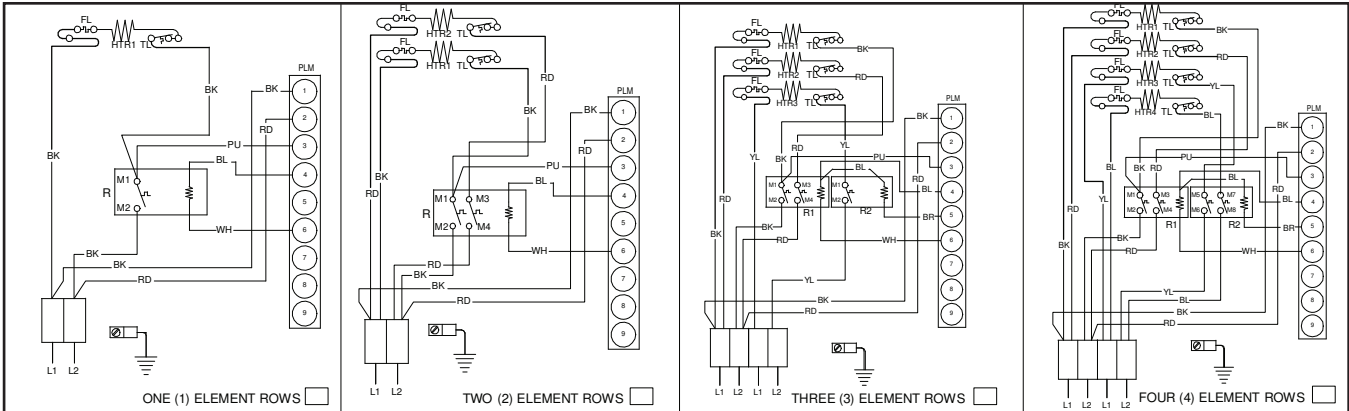 FL
HTR1
TL
BK
RD
PLM
BK
1
2
3
4
5
6
7
8
9
BK
PU
BL
R
M1
M2
WH
BK
BK
RD
L1 L2
ONE (1) ELEMENT ROWS
FL
HTR2
TL
FL
HTR1
TL
RD
BK
BK
RD
PLM
1
2
3
4
5
6
7
8
9
RD
BK
PU
BL
R
M1
M3
M2
M4
WH
RD
BK
BK
RD
L1 L2
TWO (2) ELEMENT ROWS
FL
HTR1
TL
BK
FL
HTR2
TL
RD
FL
HTR3
TL
YL
PLM
1
2
3
4
5
6
7
8
9
BK
RD
YL
BK
RD
BK
RD
YL
PU
BL
BL
RD
BR
M1
M3
M2
M4
R1
M1
M2
R2
BK
RD
WH
YL
BK
RD
L1 L2 L1 L2
THREE (3) ELEMENT ROWS
FL
HTR1
TL
BK
FL
HTR2
TL
RD
FL
HTR3
TL
YL
FL
HTR4
TL
BL
PLM
1
2
3
4
5
6
7
8
9
BK
RD
BL
YL
BK
RD
BK
RD
PU
BL
BL
RD
BR
M1
M3
M2
M4
R1
M5
M7
M6
M8
R2
BK
RD
WH
YL
BL
BK
RD
L1 L2 L1 L2
FOUR (4) ELEMENT ROWS